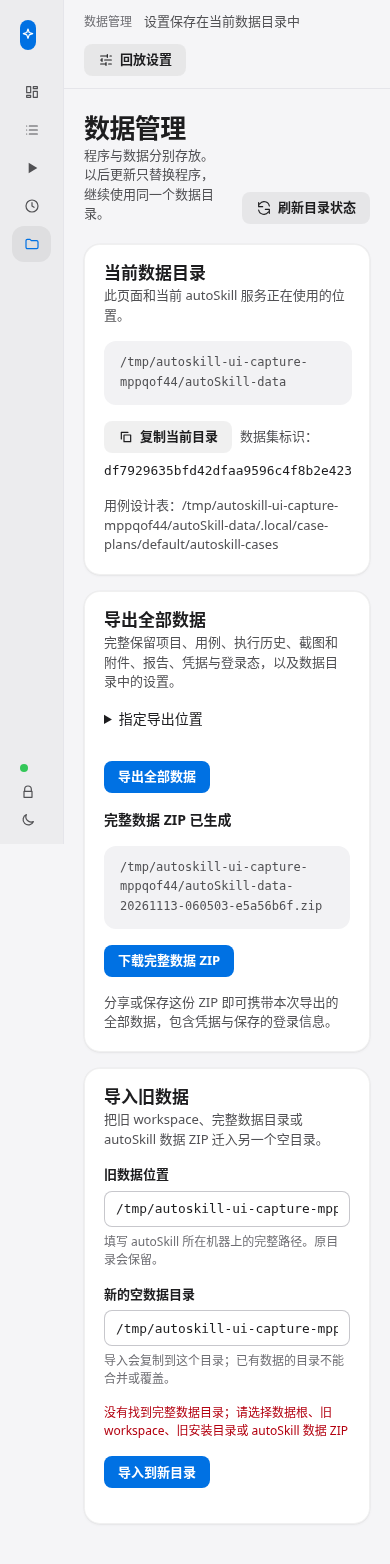 数据管理 设置保存在当前数据目录中
回放设置
数据管理
程序与数据分别存放。
以后更新只替换程序，
继续使用同一个数据目
录。
刷新目录状态
当前数据目录
此页面和当前 autoSkill 服务正在使用的位
置。
/tmp/autoskill-ui-capture-
mppqof44/autoSkill-data
复制当前目录 数据集标识：
df7929635bfd42dfaa9596c4f8b2e423
用例设计表：/tmp/autoskill-ui-capture-
mppqof44/autoSkill-data/.local/case-
plans/default/autoskill-cases
导出全部数据
完整保留项目、用例、执行历史、截图和
附件、报告、凭据与登录态，以及数据目
录中的设置。
指定导出位置
导出全部数据
完整数据 ZIP 已生成
/tmp/autoskill-ui-capture-
mppqof44/autoSkill-data-
20261113-060503-e5a56b6f.zip
下载完整数据 ZIP
分享或保存这份 ZIP 即可携带本次导出的
全部数据，包含凭据与保存的登录信息。
导入旧数据
把旧 workspace、完整数据目录或
autoSkill 数据 ZIP 迁入另一个空目录。
旧数据位置
/tmp/autoskill-ui-capture-mpp
填写 autoSkill 所在机器上的完整路径。原目
录会保留。
新的空数据目录
/tmp/autoskill-ui-capture-mpp
导入会复制到这个目录；已有数据的目录不能
合并或覆盖。
没有找到完整数据目录；请选择数据根、旧
workspace、旧安装目录或 autoSkill 数据 ZIP
导入到新目录